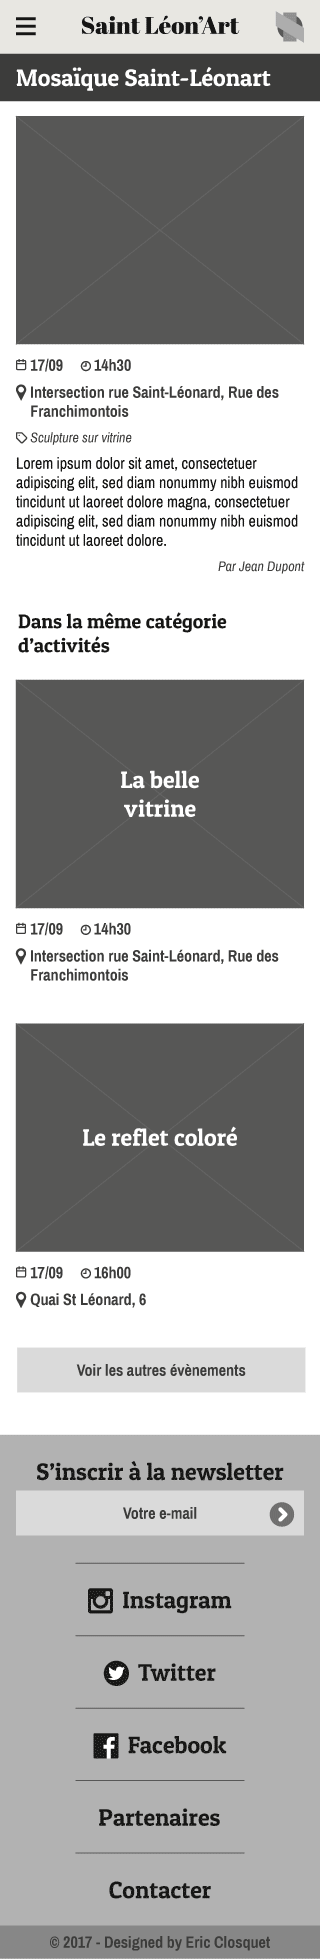 Saint Léon'Art
Mosaïque Saint-Léonart
17/09 14h30
Intersection rue Saint-Léonard, Rue des
Franchimontois
Sculpture sur vitrine
Lorem ipsum dolor sit amet, consectetuer
adipiscing elit, sed diam nonummy nibh euismod
tincidunt ut laoreet dolore magna, consectetuer
adipiscing elit, sed diam nonummy nibh euismod
tincidunt ut laoreet dolore.
Par Jean Dupont
Dans la même catégorie
d'activités
La belle
vitrine
17/09 14h30
Intersection rue Saint-Léonard, Rue des
Franchimontois
Le reflet coloré
17/09 16h00
Quai St Léonard, 6
Voir les autres évènements
S'inscrir à la newsletter
Votre e-mail
Instagram
Twitter
Facebook
Partenaires
Contacter
© 2017 - Designed by Eric Closquet